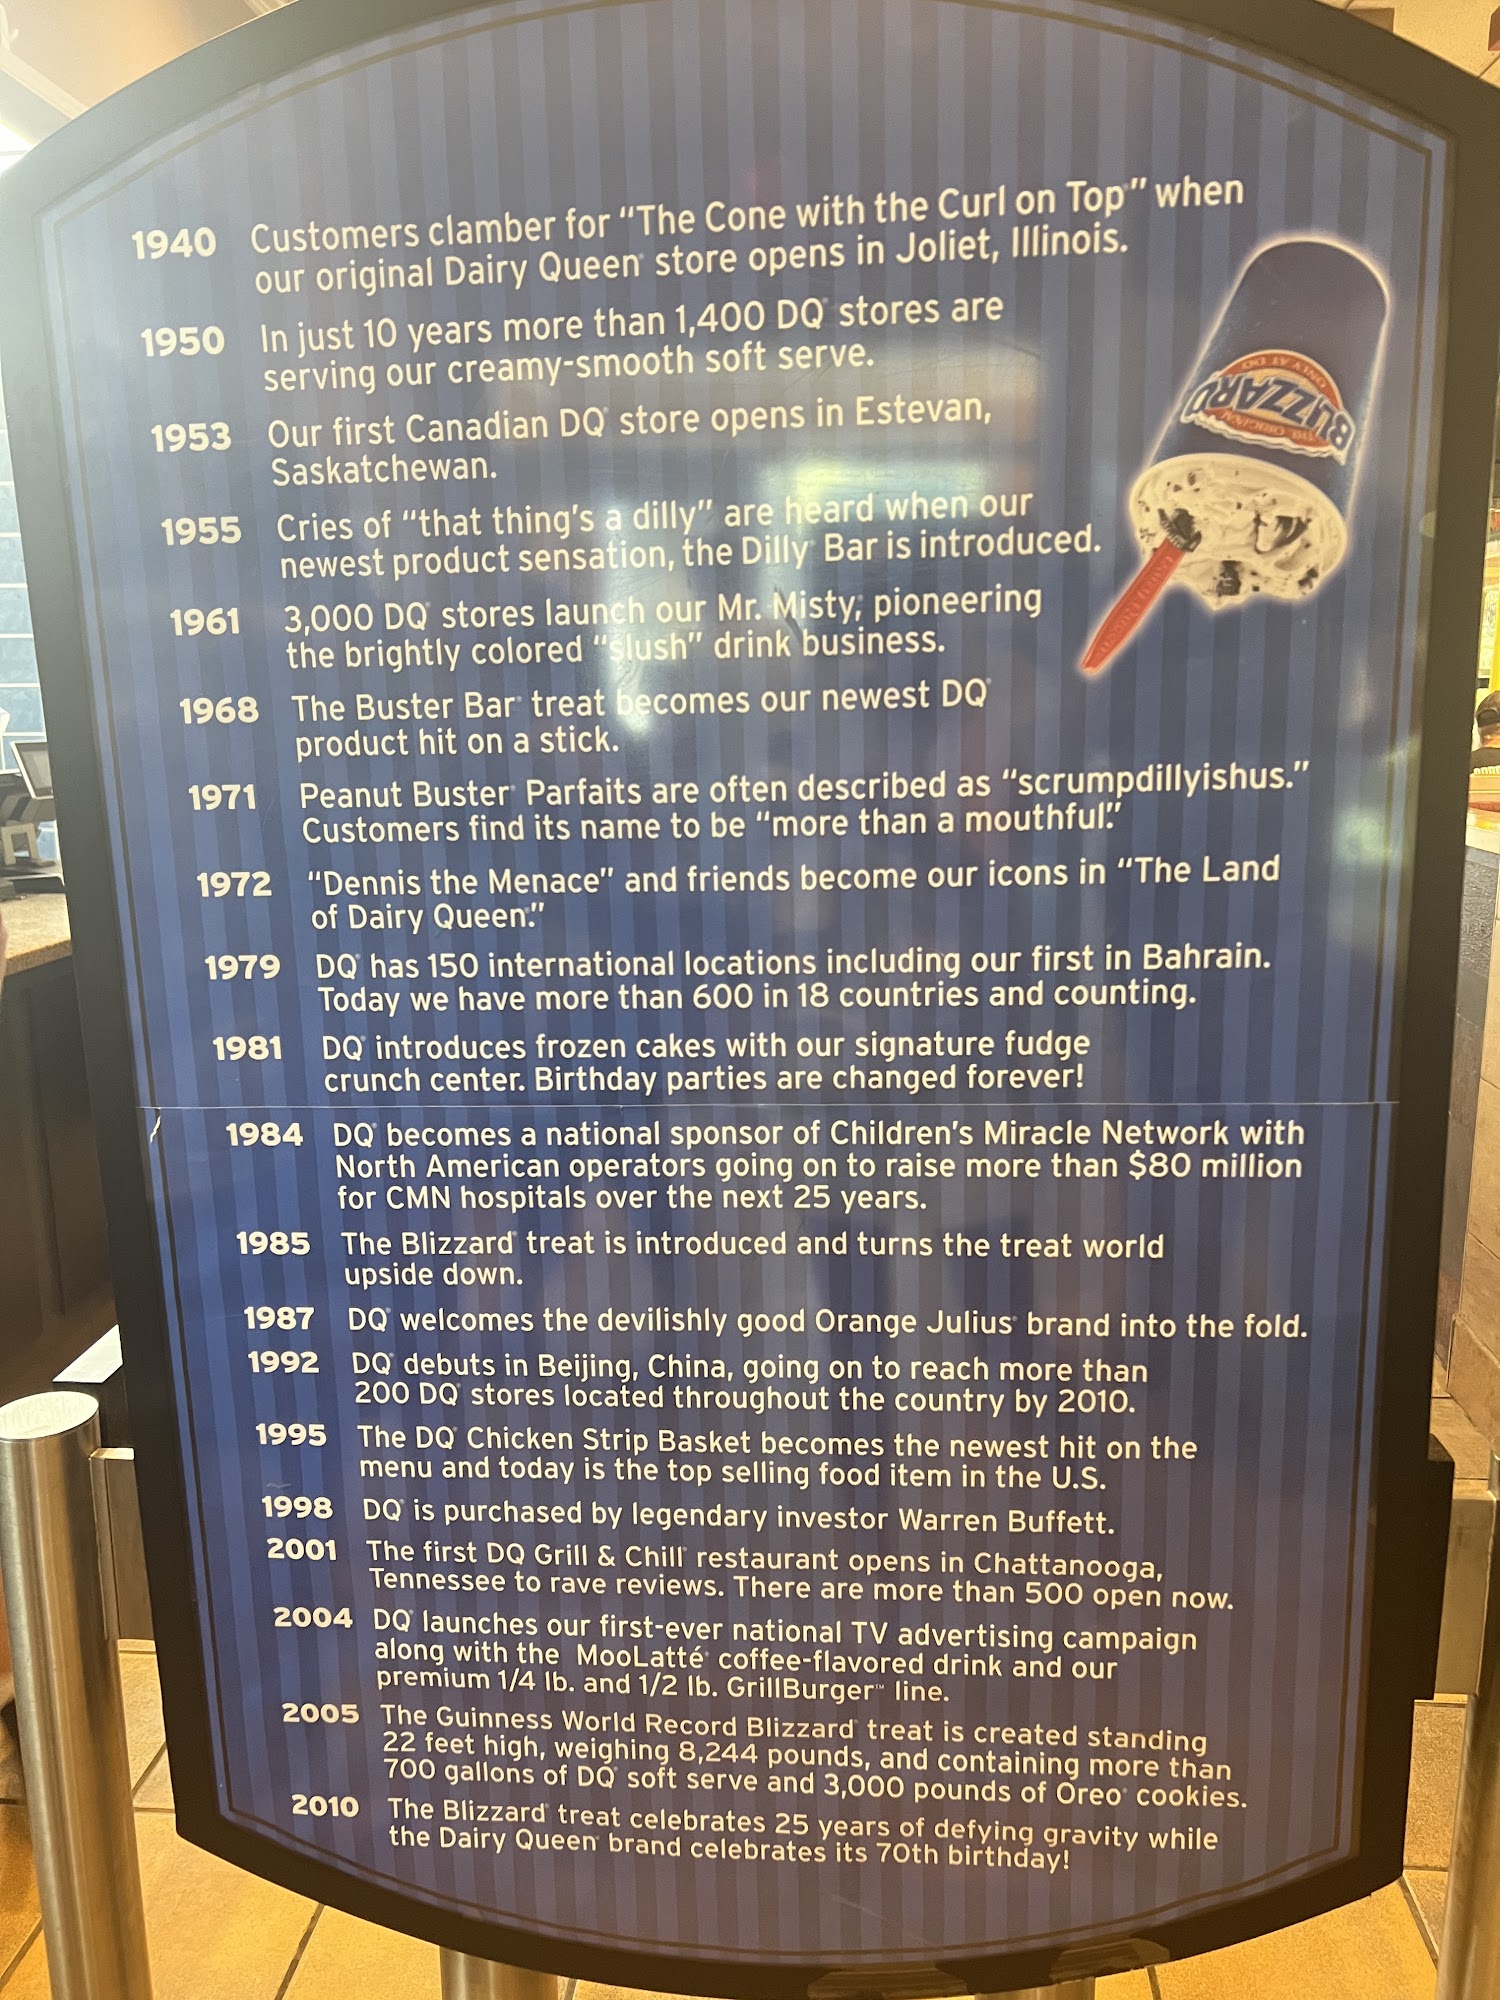 1940 Customers clamber for “The Cone with the Curl on Top®” when
our original Dairy Queen® store opens in Joliet, Illinois.
1950 In just 10 years more than 1,400 DQ® stores are
serving our creamy-smooth soft serve.
1953 Our first Canadian DQ® store opens in Estevan,
Saskatchewan.
1955 Cries of “that thing's a dilly” are heard when our
newest product sensation, the Dilly® Bar is introduced.
1961 3,000 DQ® stores launch our Mr. Misty®, pioneering
the brightly colored “slush” drink business.
1968 The Buster Bar® treat becomes our newest DQ®
product hit on a stick.
1971 Peanut Buster® Parfaits are often described as “scrumpdillyishus.”
Customers find its name to be “more than a mouthful.”
1972 “Dennis the Menace” and friends become our icons in “The Land
of Dairy Queen®.”
1979 DQ® has 150 international locations including our first in Bahrain.
Today we have more than 600 in 18 countries and counting.
1981 DQ® introduces frozen cakes with our signature fudge
crunch center. Birthday parties are changed forever!
1984 DQ® becomes a national sponsor of Children's Miracle Network with
North American operators going on to raise more than $80 million
for CMN hospitals over the next 25 years.
1985 The Blizzard® treat is introduced and turns the treat world
upside down.
1987 DQ® welcomes the devilishly good Orange Julius® brand into the fold.
1992 DQ® debuts in Beijing, China, going on to reach more than
200 DQ® stores located throughout the country by 2010.
1995 The DQ® Chicken Strip Basket becomes the newest hit on the
menu and today is the top selling food item in the U.S.
1998 DQ® is purchased by legendary investor Warren Buffett.
2001 The first DQ Grill & Chill® restaurant opens in Chattanooga,
Tennessee to rave reviews. There are more than 500 open now.
2004 DQ® launches our first-ever national TV advertising campaign
along with the MooLatté® coffee-flavored drink and our
premium 1/4 lb. and 1/2 lb. GrillBurger™ line.
2005 The Guinness World Record Blizzard® treat is created standing
22 feet high, weighing 8,244 pounds, and containing more than
700 gallons of DQ® soft serve and 3,000 pounds of Oreo® cookies.
2010 The Blizzard® treat celebrates 25 years of defying gravity while
the Dairy Queen® brand celebrates its 70th birthday!
ONLY AT DQ
BLIZZARD
THE ORIGINAL